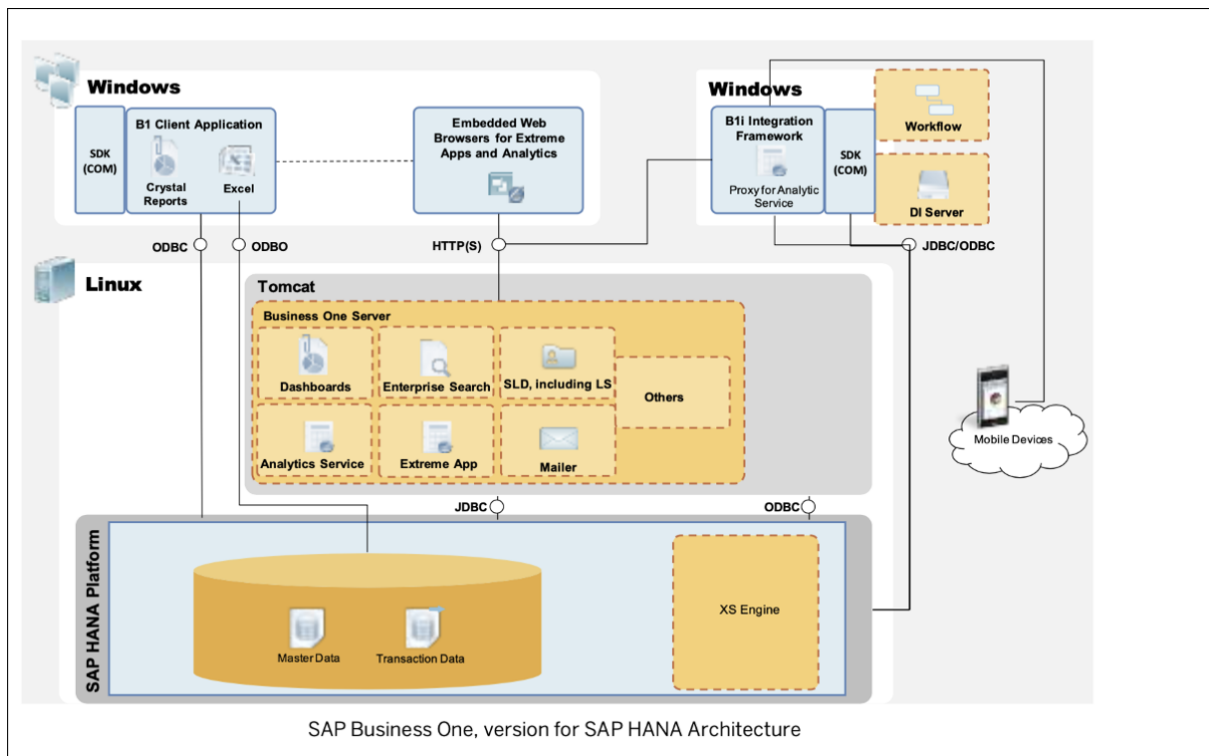 Windows
SDK
(COM)
B1 Client Application
Crystal
Reports
Excel
Embedded Web
Browsers for Extreme
Apps and Analytics
Windows
B1i Integration
Framework
Proxy for Analytic
Service
SDK
(COM)
Workflow
DI Server
ODBC
ODBO
HTTP(S)
JDBC/ODBC
Linux
Tomcat
Business One Server
Dashboards
Enterprise Search
SLD, including LS
Others
Analytics Service
Extreme App
Mailer
Mobile Devices
JDBC
ODBC
SAP HANA Platform
Master Data
Transaction Data
XS Engine
SAP Business One, version for SAP HANA Architecture